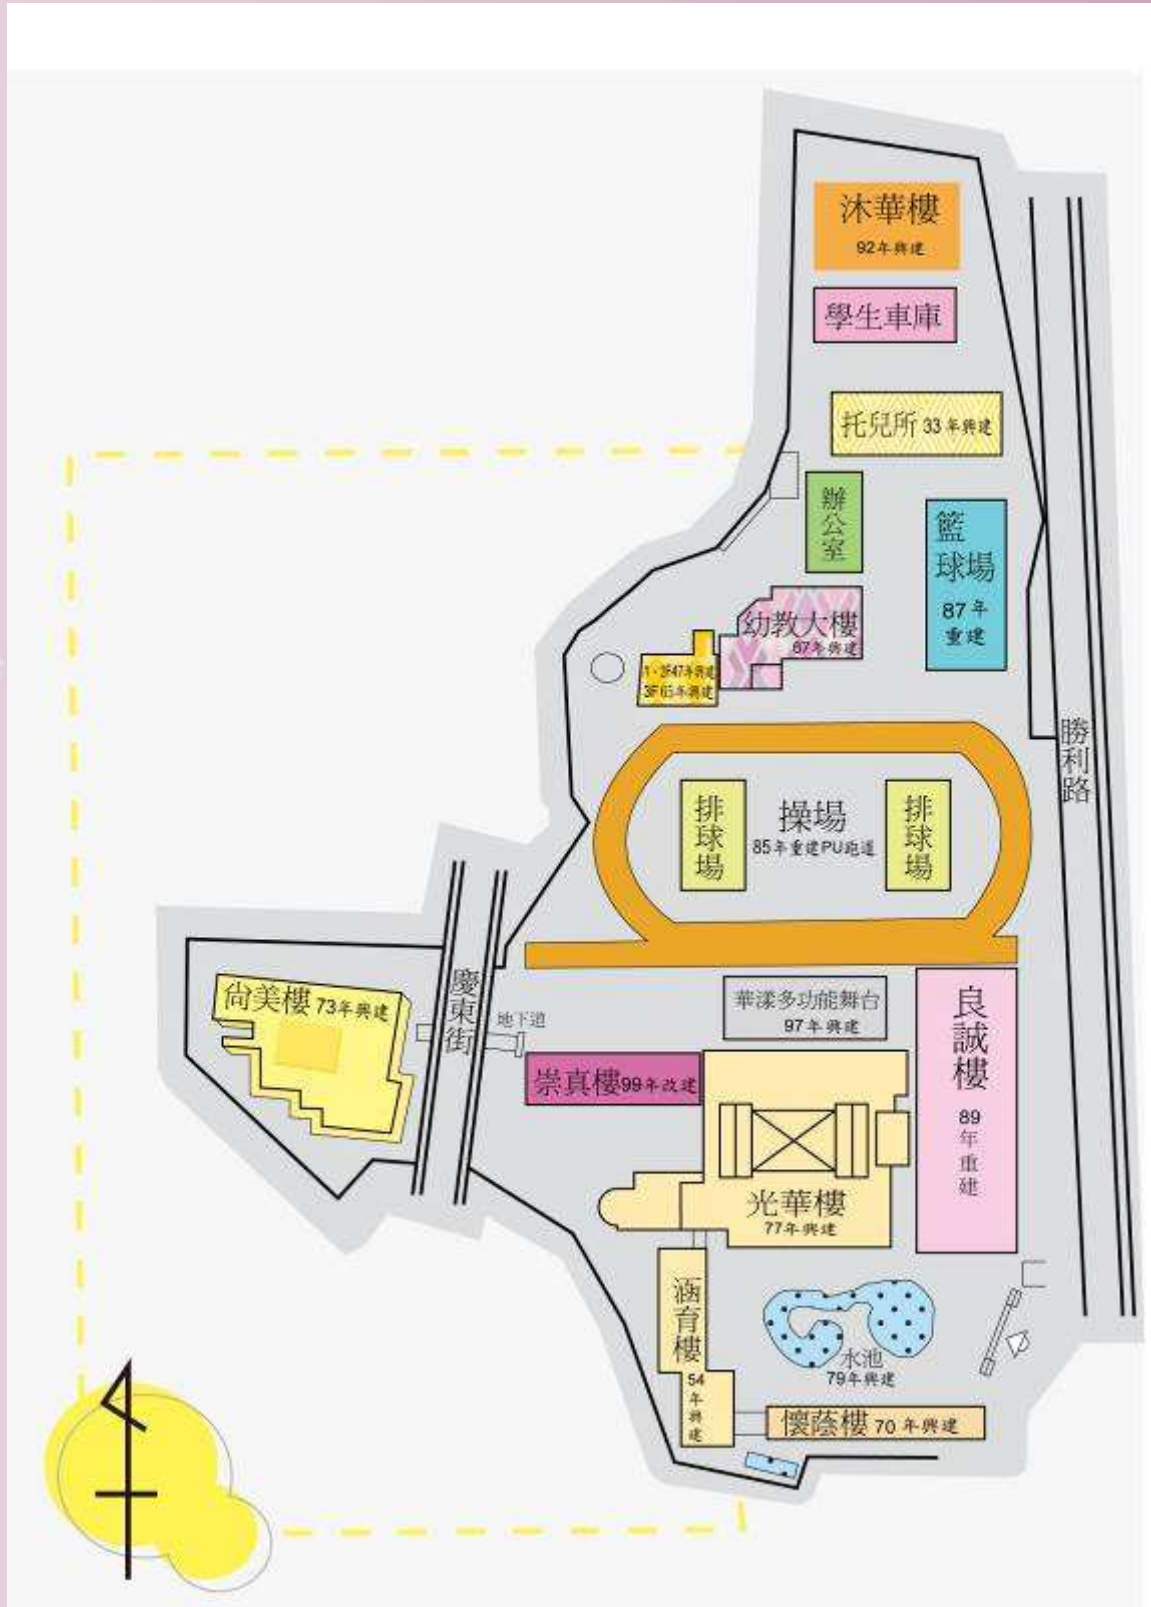 沐華樓
92年興建
學生車庫
托兒所 33年興建
辦公室
籃
球場
87年
重建
幼教大樓
67年興建
1、2F47年興建
3F65年興建
勝利路
排球場
操場
85年重建PU跑道
排球場
尚美樓 73年興建
慶東街
地下道
華漾多功能舞台
97年興建
良誠樓
89年重建
崇真樓99年改建
光華樓
77年興建
涵育樓
54年興建
水池
79年興建
懷蔭樓 70年興建